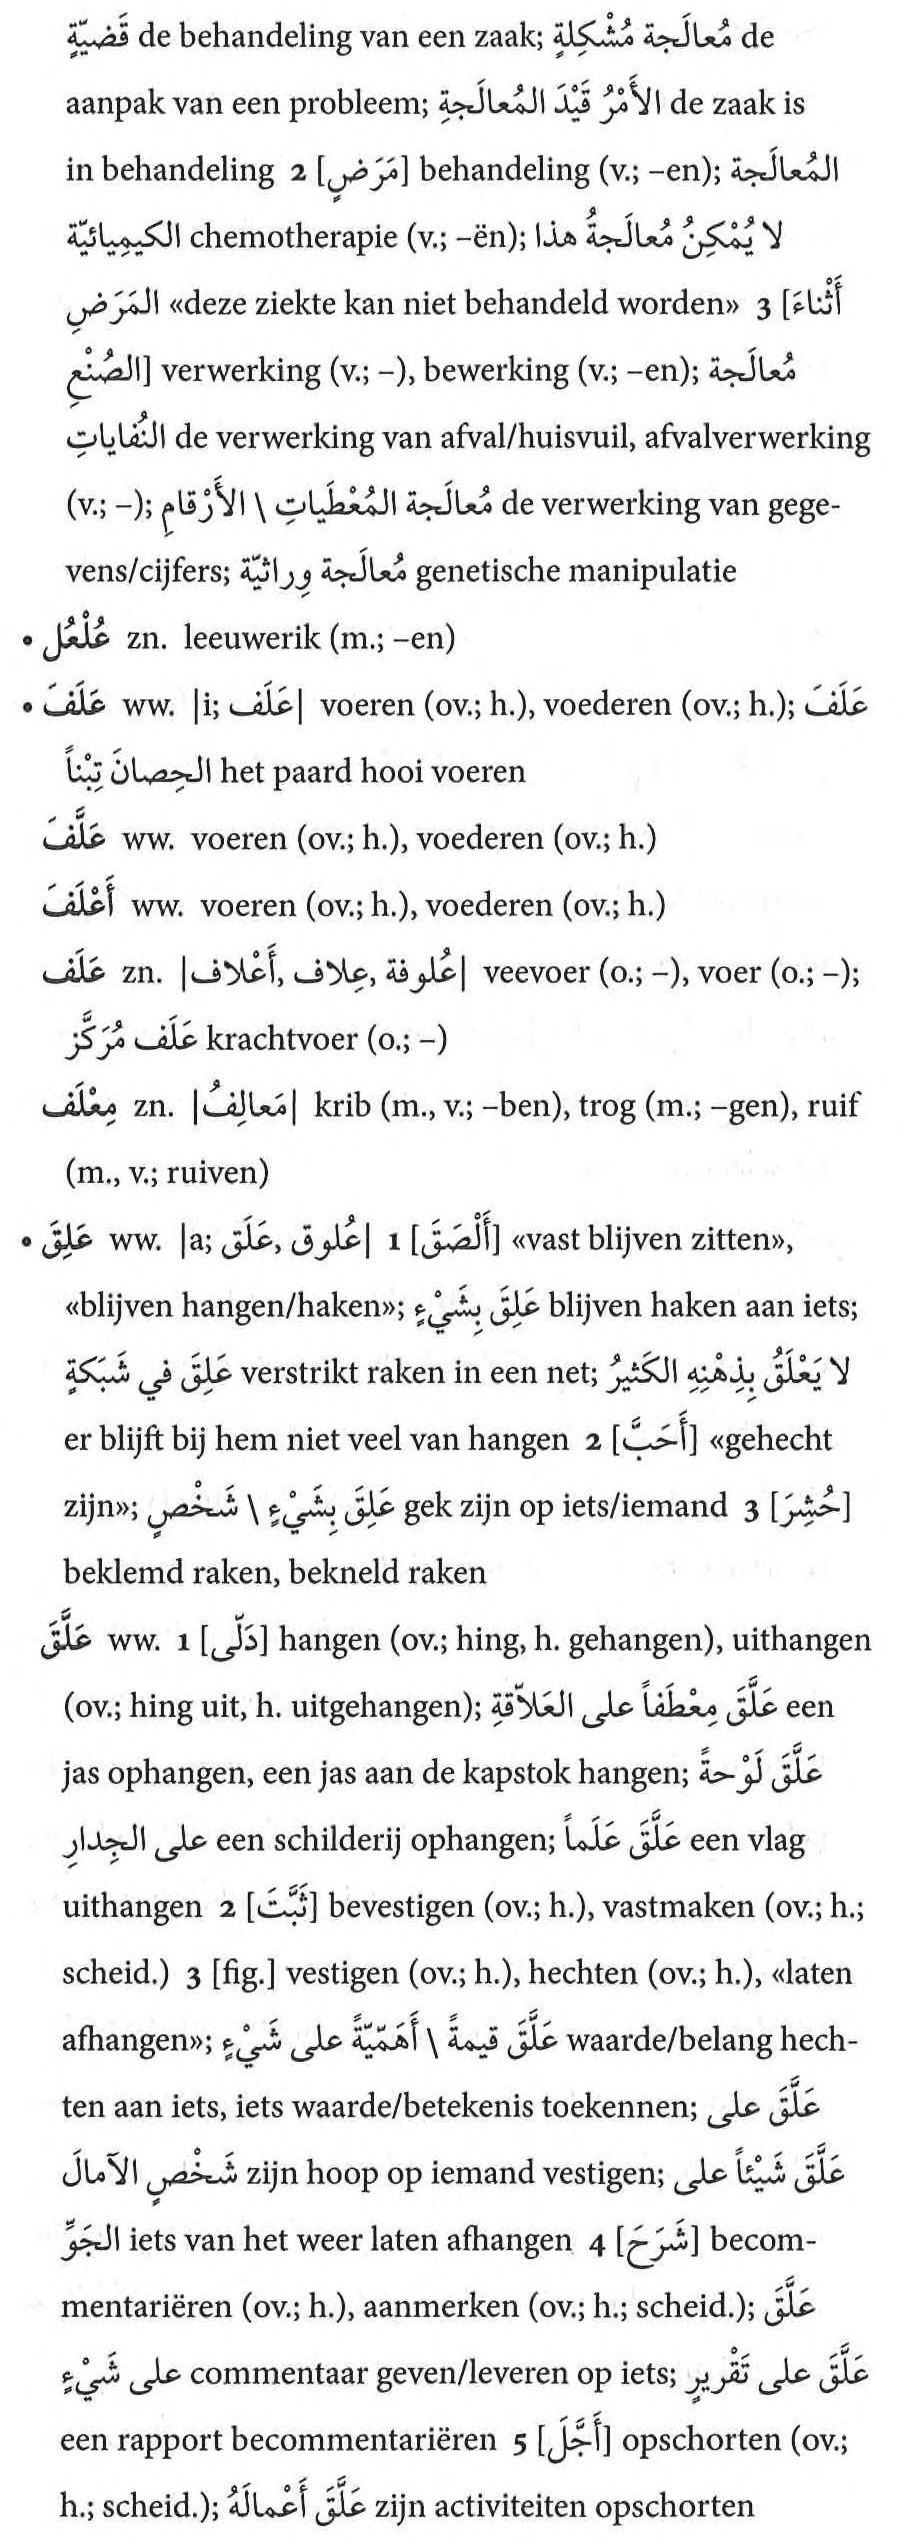 قَضيّةٍ de behandeling van een zaak; مُعالَجة مُشْكِلةٍ de
aanpak van een probleem; الأَمْرُ قَيْدَ المُعالَجةِ de zaak is
in behandeling 2 [مَرَضٍ] behandeling (v.; –en); المُعالَجة
الكيمِيائيّة chemotherapie (v.; –ën); لا يُمْكِنُ مُعالَجةُ هذا
المَرَضِ «deze ziekte kan niet behandeld worden» 3 [أَثْناءَ
الصُنْعِ] verwerking (v.; –), bewerking (v.; –en); مُعالَجة
النُفاياتِ de verwerking van afval/huisvuil, afvalverwerking
(v.; –); مُعالَجة المُعْطَياتِ \ الأَرْقامِ de verwerking van gege-
vens/cijfers; مُعالَجة وِراثيّة genetische manipulatie
• عُلْعُل zn. leeuwerik (m.; –en)
• عَلَفَ ww. |i; عَلَف| voeren (ov.; h.), voederen (ov.; h.); عَلَفَ
الحِصانَ تِبْناً het paard hooi voeren
عَلَّفَ ww. voeren (ov.; h.), voederen (ov.; h.)
أَعْلَفَ ww. voeren (ov.; h.), voederen (ov.; h.)
عَلَف zn. |عُلوفة, عِلاف, أَعْلاف| veevoer (o.; –), voer (o.; –);
عَلَف مُرَكَّز krachtvoer (o.; –)
مِعْلَف zn. |مَعالِفُ| krib (m., v.; –ben), trog (m.; –gen), ruif
(m., v.; ruiven)
• عَلِقَ ww. |a; عُلوق, عَلَق| 1 [أَلْصَقَ] «vast blijven zitten»,
«blijven hangen/haken»; عَلِقَ بِشَيْءٍ blijven haken aan iets;
عَلِقَ في شَبَكةٍ verstrikt raken in een net; لا يَعْلَقُ بِذِهْنِهِ الكَثيرُ
er blijft bij hem niet veel van hangen 2 [أَحَبَّ] «gehecht
zijn»; عَلِقَ بِشَيْءٍ \ شَخْصٍ gek zijn op iets/iemand 3 [حُشِرَ]
beklemd raken, bekneld raken
عَلَّقَ ww. 1 [دَلّى] hangen (ov.; hing, h. gehangen), uithangen
(ov.; hing uit, h. uitgehangen); عَلَّقَ مِعْطَفاً على العَلاّقةِ een
jas ophangen, een jas aan de kapstok hangen; عَلَّقَ لَوْحةً
على الجِدارِ een schilderij ophangen; عَلَّقَ عَلَماً een vlag
uithangen 2 [ثَبَّتَ] bevestigen (ov.; h.), vastmaken (ov.; h.;
scheid.) 3 [fig.] vestigen (ov.; h.), hechten (ov.; h.), «laten
afhangen»; عَلَّقَ قيمةً \ أَهَمّيّةً على شَيْءٍ waarde/belang hech-
ten aan iets, iets waarde/betekenis toekennen; عَلَّقَ على
شَخْصٍ الآمالَ zijn hoop op iemand vestigen; عَلَّقَ شَيْئاً على
الجَوِّ iets van het weer laten afhangen 4 [شَرَحَ] becom-
mentariëren (ov.; h.), aanmerken (ov.; h.; scheid.); عَلَّقَ
على شَيْءٍ commentaar geven/leveren op iets; عَلَّقَ على تَقْريرٍ
een rapport becommentariëren 5 [أَجَّلَ] opschorten (ov.;
h.; scheid.); عَلَّقَ أَعْمالَهُ zijn activiteiten opschorten